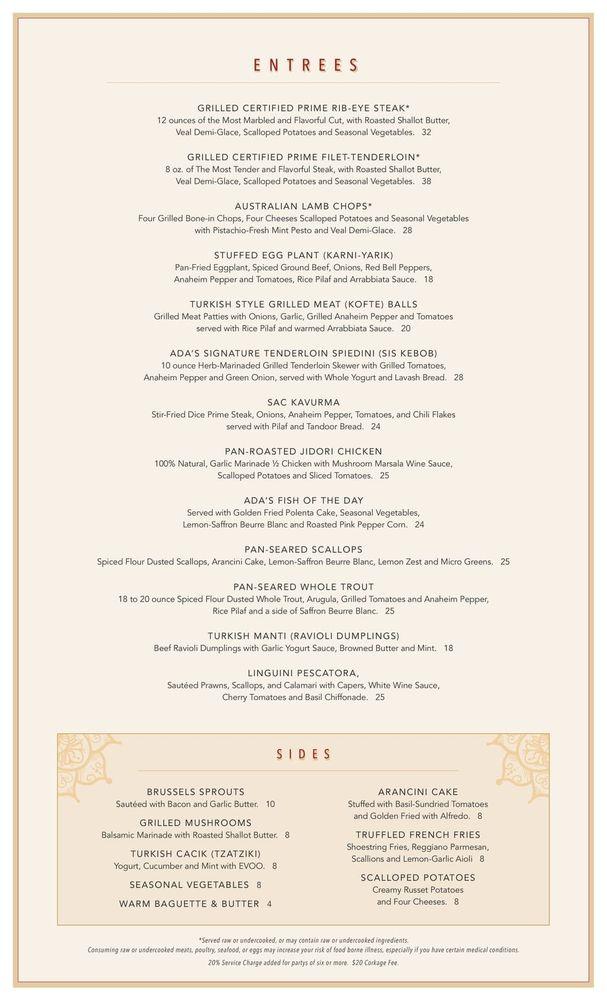 ENTREES
GRILLED CERTIFIED PRIME RIB-EYE STEAK*
12 ounces of the Most Marbled and Flavorful Cut, with Roasted Shallot Butter,
Veal Demi-Glace, Scalloped Potatoes and Seasonal Vegetables. 32
GRILLED CERTIFIED PRIME FILET-TENDERLOIN*
8 oz. of The Most Tender and Flavorful Steak, with Roasted Shallot Butter,
Veal Demi-Glace, Scalloped Potatoes and Seasonal Vegetables. 38
AUSTRALIAN LAMB CHOPS*
Four Grilled Bone-in Chops, Four Cheeses Scalloped Potatoes and Seasonal Vegetables
with Pistachio-Fresh Mint Pesto and Veal Demi-Glace. 28
STUFFED EGG PLANT (KARNI-YARIK)
Pan-Fried Eggplant, Spiced Ground Beef, Onions, Red Bell Peppers,
Anaheim Pepper and Tomatoes, Rice Pilaf and Arrabbiata Sauce. 18
TURKISH STYLE GRILLED MEAT (KOFTE) BALLS
Grilled Meat Patties with Onions, Garlic, Grilled Anaheim Pepper and Tomatoes
served with Rice Pilaf and warmed Arrabbiata Sauce. 20
ADA'S SIGNATURE TENDERLOIN SPIEDINI (SIS KEBOB)
10 ounce Herb-Marinaded Grilled Tenderloin Skewer with Grilled Tomatoes,
Anaheim Pepper and Green Onion, served with Whole Yogurt and Lavash Bread. 28
SAC KAVURMA
Stir-Fried Dice Prime Steak, Onions, Anaheim Pepper, Tomatoes, and Chili Flakes
served with Pilaf and Tandoor Bread. 24
PAN-ROASTED JIDORI CHICKEN
100% Natural, Garlic Marinade ½ Chicken with Mushroom Marsala Wine Sauce,
Scalloped Potatoes and Sliced Tomatoes. 25
ADA'S FISH OF THE DAY
Served with Golden Fried Polenta Cake, Seasonal Vegetables,
Lemon-Saffron Beurre Blanc and Roasted Pink Pepper Corn. 24
PAN-SEARED SCALLOPS
Spiced Flour Dusted Scallops, Arancini Cake, Lemon-Saffron Beurre Blanc, Lemon Zest and Micro Greens. 25
PAN-SEARED WHOLE TROUT
18 to 20 ounce Spiced Flour Dusted Whole Trout, Arugula, Grilled Tomatoes and Anaheim Pepper,
Rice Pilaf and a side of Saffron Beurre Blanc. 25
TURKISH MANTI (RAVIOLI DUMPLINGS)
Beef Ravioli Dumplings with Garlic Yogurt Sauce, Browned Butter and Mint. 18
LINGUINI PESCATORA,
Sautéed Prawns, Scallops, and Calamari with Capers, White Wine Sauce,
Cherry Tomatoes and Basil Chiffonade. 25
SIDES
BRUSSELS SPROUTS
Sautéed with Bacon and Garlic Butter. 10
GRILLED MUSHROOMS
Balsamic Marinade with Roasted Shallot Butter. 8
TURKISH CACIK (TZATZIKI)
Yogurt, Cucumber and Mint with EVOO. 8
SEASONAL VEGETABLES 8
WARM BAGUETTE & BUTTER 4
ARANCINI CAKE
Stuffed with Basil-Sundried Tomatoes
and Golden Fried with Alfredo. 8
TRUFFLED FRENCH FRIES
Shoestring Fries, Reggiano Parmesan,
Scallions and Lemon-Garlic Aioli 8
SCALLOPED POTATOES
Creamy Russet Potatoes
and Four Cheeses. 8
*Served raw or undercooked, or may contain raw or undercooked ingredients.
Consuming raw or undercooked meats, poultry, seafood, or eggs may increase your risk of food borne illness, especially if you have certain medical conditions.
20% Service Charge added for partys of six or more. $20 Corkage Fee.